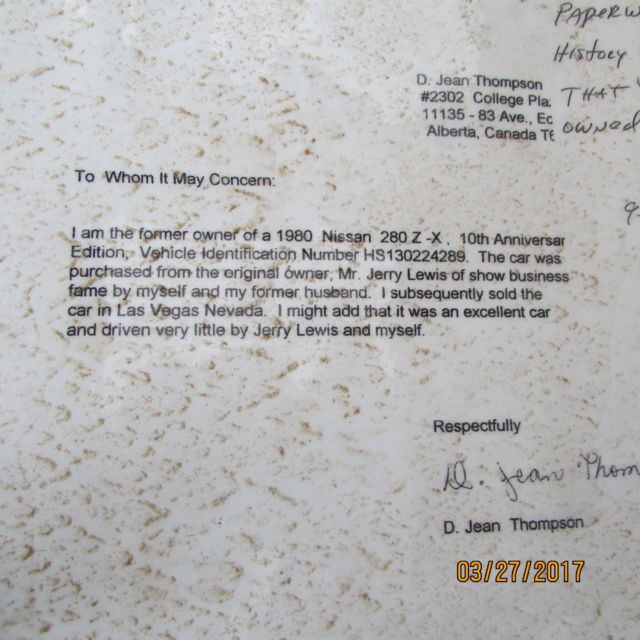 History
THAT
owned
D. Jean Thompson
#2302 College
11135 - 83 Ave.,
Alberta, Canada
To Whom It May Concern:
I am the former owner of a 1980 Nissan 280 Z -X, 10th Anniversar
Edition, Vehicle Identification Number HS130224289. The car was
purchased from the original owner, Mr. Jerry Lewis of show business
fame by myself and my former husband. I subsequently sold the
car in Las Vegas Nevada. I might add that it was an excellent car
and driven very little by Jerry Lewis and myself.
Respectfully
D. Jean Thom
D. Jean Thompson
03/27/2017